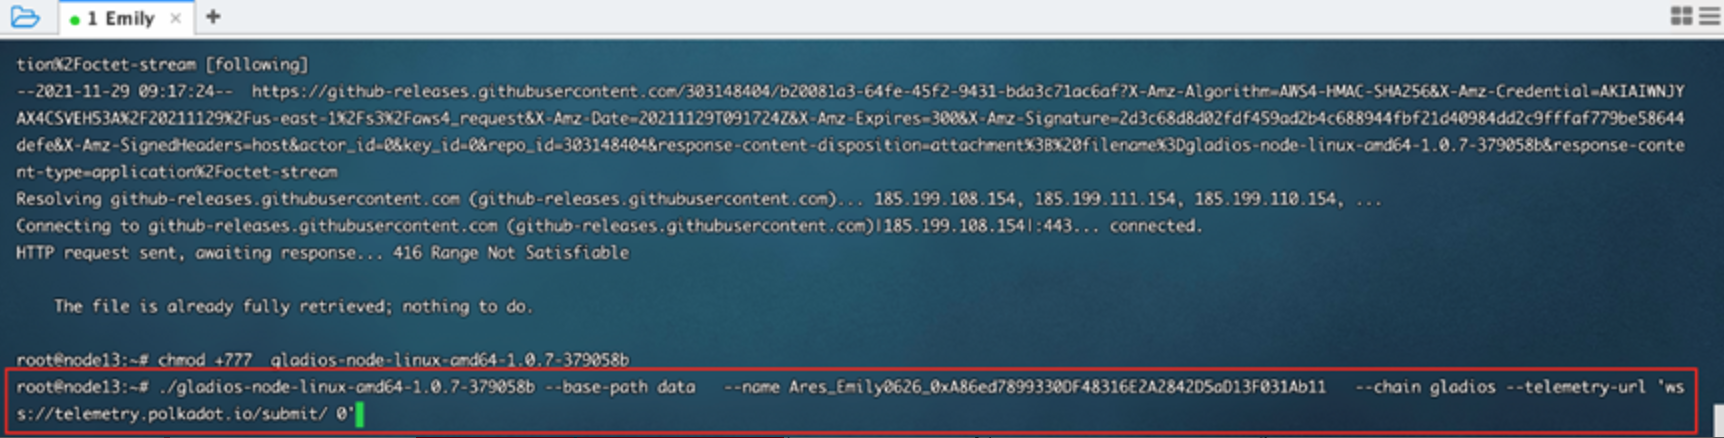 1 Emily
tion%2Foctet-stream [following]
--2021-11-29 09:17:24-- https://github-releases.githubusercontent.com/303148404/b20081a3-64fe-45f2-9431-bda3c71ac6af?X-Amz-Algorithm=AWS4-HMAC-SHA256&X-Amz-Credential=AKIAIWNJY
AX4CSVEH53A%2F20211129%2Fus-east-1%2Fs3%2Faws4_request&X-Amz-Date=20211129T091724Z&X-Amz-Expires=300&X-Amz-Signature=2d3c68d8d02fdf459ad2b4c688944fbf21d40984dd2c9fffaf779be58644
defe&X-Amz-SignedHeaders=host&actor_id=0&key_id=0&repo_id=303148404&response-content-disposition=attachment%3B%20filename%3Dgladios-node-linux-amd64-1.0.7-379058b&response-conte
nt-type=application%2Foctet-stream
Resolving github-releases.githubusercontent.com (github-releases.githubusercontent.com)... 185.199.108.154, 185.199.111.154, 185.199.110.154, ...
Connecting to github-releases.githubusercontent.com (github-releases.githubusercontent.com)|185.199.108.154|:443... connected.
HTTP request sent, awaiting response... 416 Range Not Satisfiable
The file is already fully retrieved; nothing to do.
root@node13:~# chmod +777 gladios-node-linux-amd64-1.0.7-379058b
root@node13:~# ./gladios-node-linux-amd64-1.0.7-379058b --base-path data --name Ares_Emily0626_0xA86ed7899330DF48316E2A2842D5aD13F031Ab11 --chain gladios --telemetry-url 'ws
s://telemetry.polkadot.io/submit/ 0'